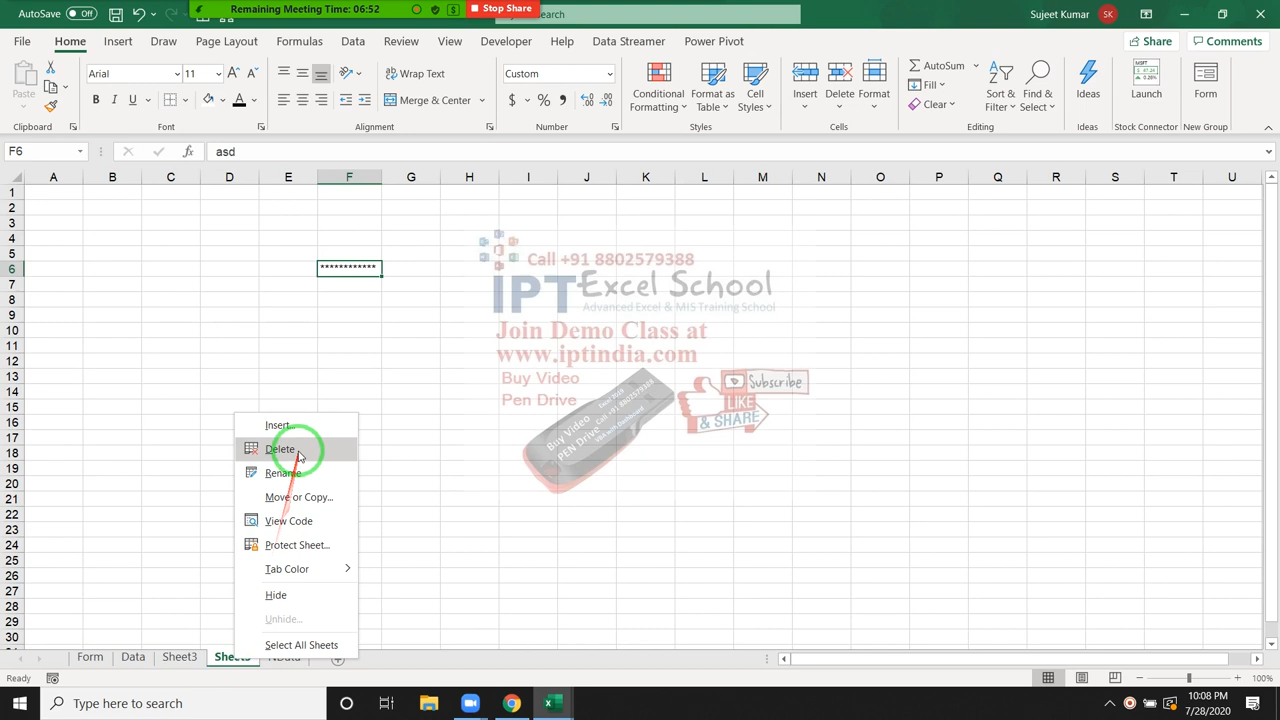 AutoSave Off
Remaining Meeting Time: 06:52
Stop Share
Search
Sujeet Kumar SK
File Home Insert Draw Page Layout Formulas Data Review View Developer Help Data Streamer Power Pivot Share Comments
Paste
Arial 11
Wrap Text
Custom
Conditional Formatting
Format as Table
Cell Styles
Insert Delete Format
AutoSum
Fill
Clear
Sort & Filter
Find & Select
Ideas
Launch
Form
B I U
Merge & Center
$ % ,
Clipboard Font Alignment Number Styles Cells Editing Ideas Stock Connector New Group
F6 fx asd
A B C D E F G H I J K L M N O P Q R S T U
1
2
3
4
5
6 ************
7
8
9
10
11
12
13
14
15
16
17
18
19
20
21
22
23
24
25
26
27
28
29
30
Call +91 8802579388
IPT Excel School
Advanced Excel & MIS Training School
Join Demo Class at
www.iptindia.com
Buy Video
Pen Drive
Buy Video
PEN Drive
Call +91 8802579388
Subscribe
LIKE
& SHARE
Insert...
Delete
Rename
Move or Copy...
View Code
Protect Sheet...
Tab Color
Hide
Unhide...
Select All Sheets
Form Data Sheet3
Ready
100%
Type here to search
10:08 PM
7/28/2020